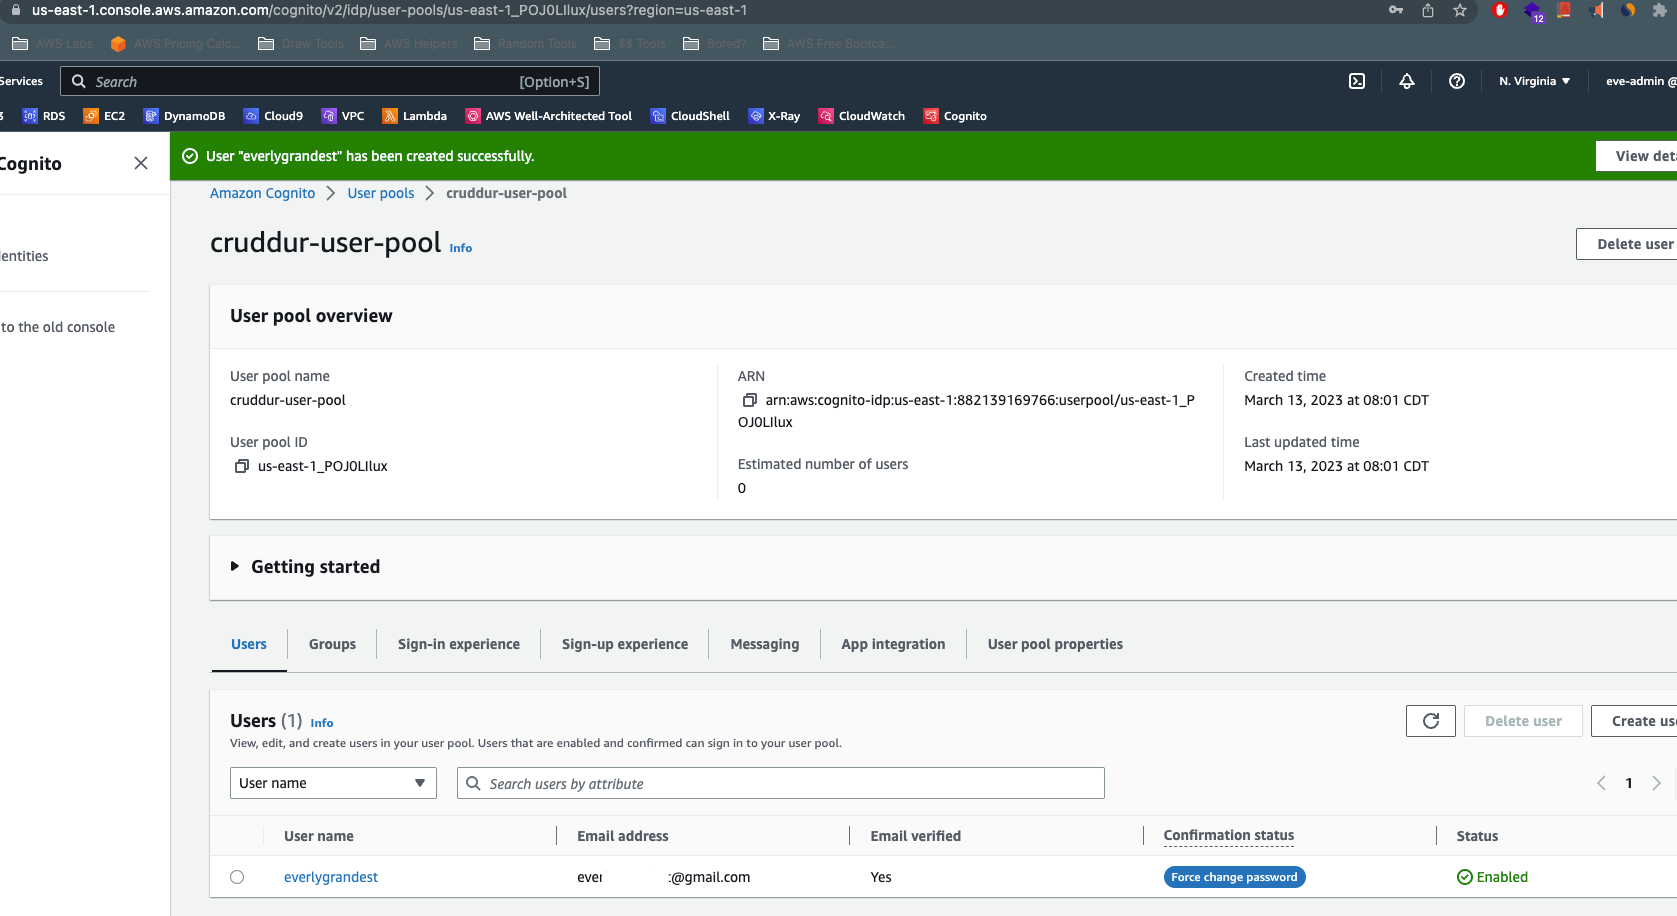 us-east-1.console.aws.amazon.com/cognito/v2/idp/user-pools/us-east-1_POJ0LIlux/users?region=us-east-1
12
AWS Labs AWS Pricing Calc... Draw Tools AWS Helpers Random Tools $$ Tools Bored? AWS Free Bootca...
Services Search [Option+S] N. Virginia eve-admin @
3 RDS EC2 DynamoDB Cloud9 VPC Lambda AWS Well-Architected Tool CloudShell X-Ray CloudWatch Cognito
Cognito
User "everlygrandest" has been created successfully.
View deta
entities
to the old console
Amazon Cognito User pools cruddur-user-pool
cruddur-user-pool Info
Delete user
User pool overview
User pool name
cruddur-user-pool
User pool ID
us-east-1_POJ0LIlux
ARN
arn:aws:cognito-idp:us-east-1:882139169766:userpool/us-east-1_P
OJ0LIlux
Estimated number of users
0
Created time
March 13, 2023 at 08:01 CDT
Last updated time
March 13, 2023 at 08:01 CDT
Getting started
Users Groups Sign-in experience Sign-up experience Messaging App integration User pool properties
Users (1) Info
View, edit, and create users in your user pool. Users that are enabled and confirmed can sign in to your user pool.
Delete user
Create use
User name
Search users by attribute
1
User name Email address Email verified Confirmation status Status
everlygrandest ever :@gmail.com Yes Force change password Enabled